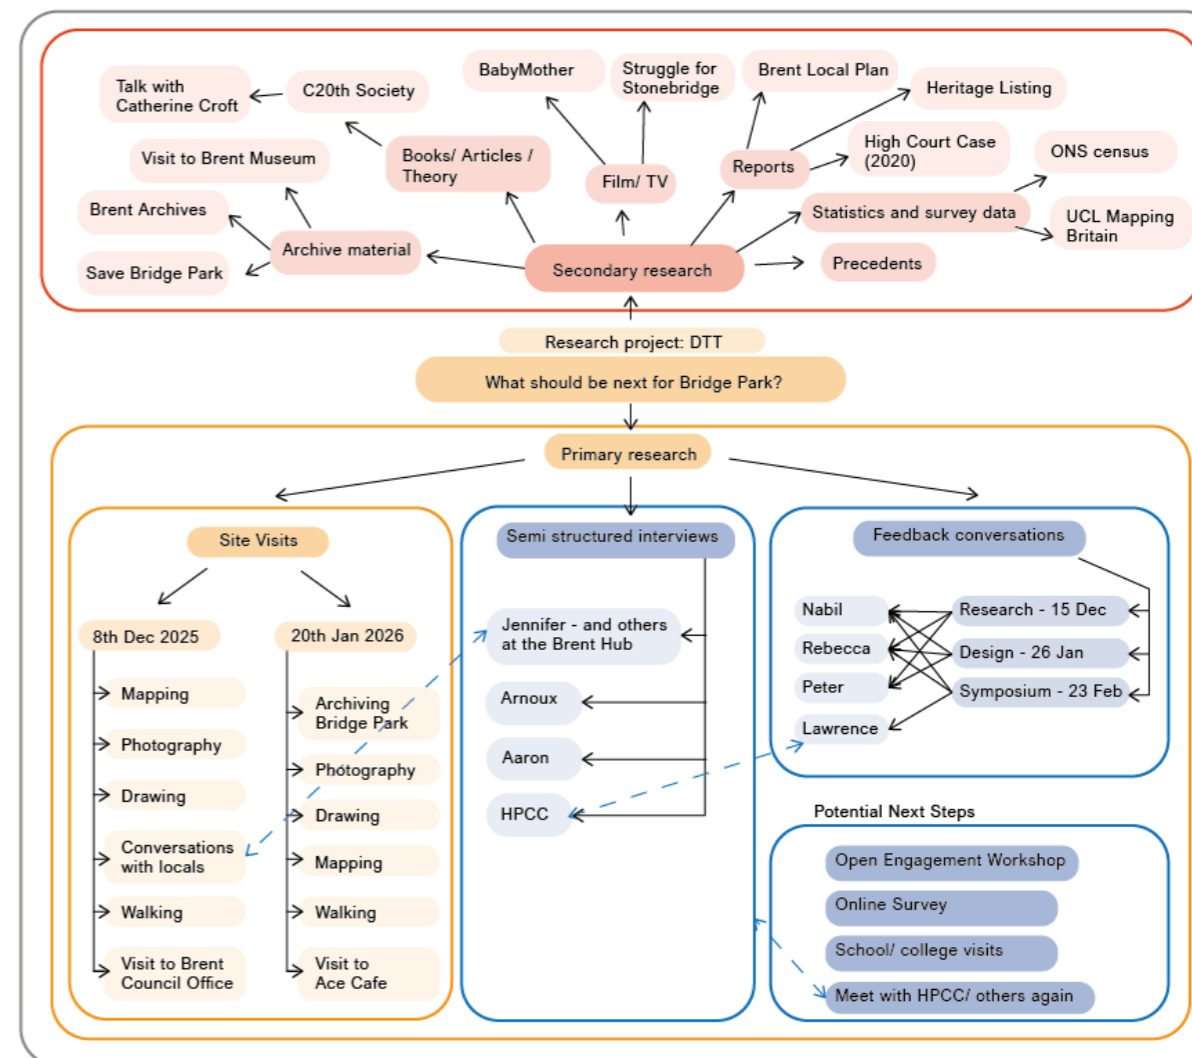 Talk with
Catherine Croft
C20th Society
BabyMother
Struggle for
Stonebridge
Brent Local Plan
Heritage Listing
Visit to Brent Museum
Books/ Articles /
Theory
Film/ TV
Reports
High Court Case
(2020)
ONS census
Brent Archives
Archive material
Statistics and survey data
UCL Mapping
Britain
Save Bridge Park
Secondary research
Precedents
Research project: DTT
What should be next for Bridge Park?
Primary research
Site Visits
8th Dec 2025
Mapping
Photography
Drawing
Conversations
with locals
Walking
Visit to Brent
Council Office
20th Jan 2026
Archiving
Bridge Park
Photography
Drawing
Mapping
Walking
Visit to
Ace Cafe
Semi structured interviews
Jennifer - and others
at the Brent Hub
Arnoux
Aaron
HPCC
Feedback conversations
Nabil
Rebecca
Peter
Lawrence
Research - 15 Dec
Design - 26 Jan
Symposium - 23 Feb
Potential Next Steps
Open Engagement Workshop
Online Survey
School/ college visits
Meet with HPCC/ others again